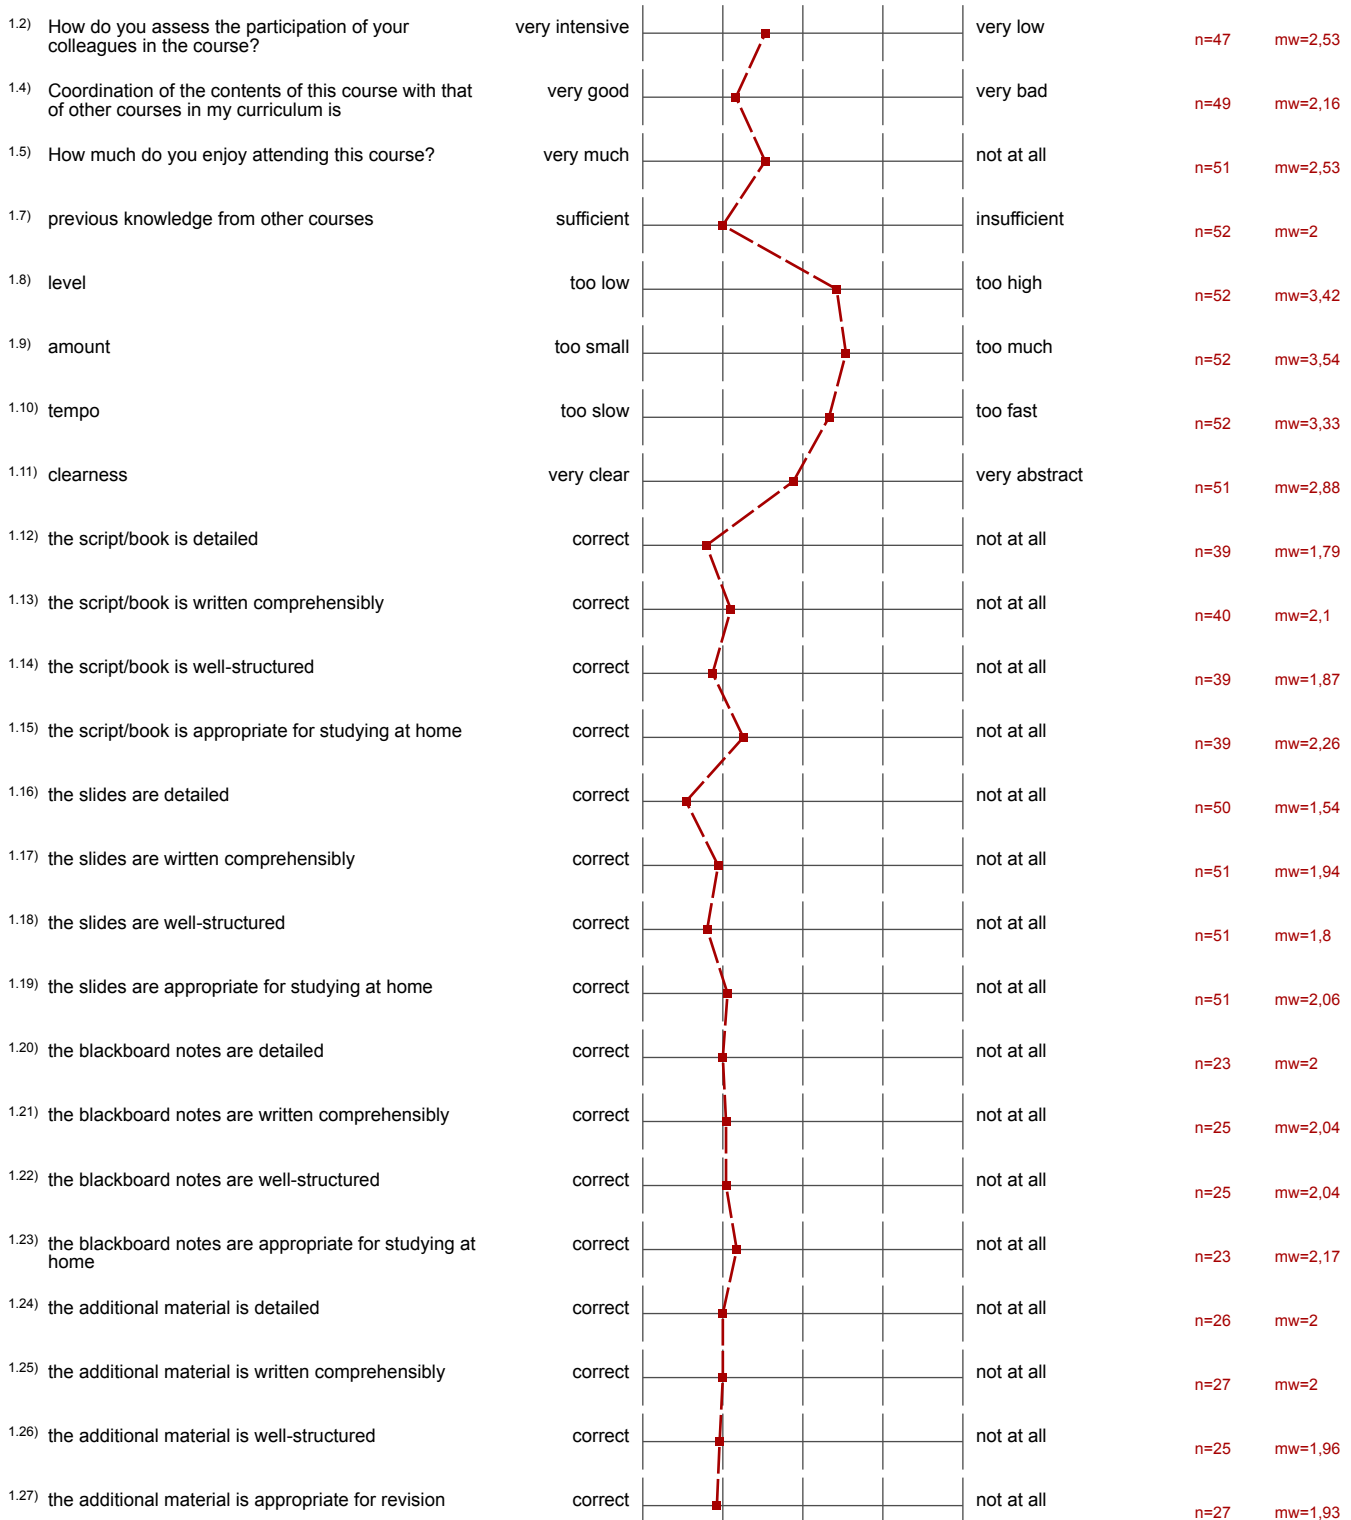 1.2) How do you assess the participation of your very intensive very low n=47 mw=2,53
colleagues in the course?
1.4) Coordination of the contents of this course with that very good very bad n=49 mw=2,16
of other courses in my curriculum is
1.5) How much do you enjoy attending this course? very much not at all n=51 mw=2,53
1.7) previous knowledge from other courses sufficient insufficient n=52 mw=2
1.8) level too low too high n=52 mw=3,42
1.9) amount too small too much n=52 mw=3,54
1.10) tempo too slow too fast n=52 mw=3,33
1.11) clearness very clear very abstract n=51 mw=2,88
1.12) the script/book is detailed correct not at all n=39 mw=1,79
1.13) the script/book is written comprehensibly correct not at all n=40 mw=2,1
1.14) the script/book is well-structured correct not at all n=39 mw=1,87
1.15) the script/book is appropriate for studying at home correct not at all n=39 mw=2,26
1.16) the slides are detailed correct not at all n=50 mw=1,54
1.17) the slides are wirtten comprehensibly correct not at all n=51 mw=1,94
1.18) the slides are well-structured correct not at all n=51 mw=1,8
1.19) the slides are appropriate for studying at home correct not at all n=51 mw=2,06
1.20) the blackboard notes are detailed correct not at all n=23 mw=2
1.21) the blackboard notes are written comprehensibly correct not at all n=25 mw=2,04
1.22) the blackboard notes are well-structured correct not at all n=25 mw=2,04
1.23) the blackboard notes are appropriate for studying at correct not at all n=23 mw=2,17
home
1.24) the additional material is detailed correct not at all n=26 mw=2
1.25) the additional material is written comprehensibly correct not at all n=27 mw=2
1.26) the additional material is well-structured correct not at all n=25 mw=1,96
1.27) the additional material is appropriate for revision correct not at all n=27 mw=1,93